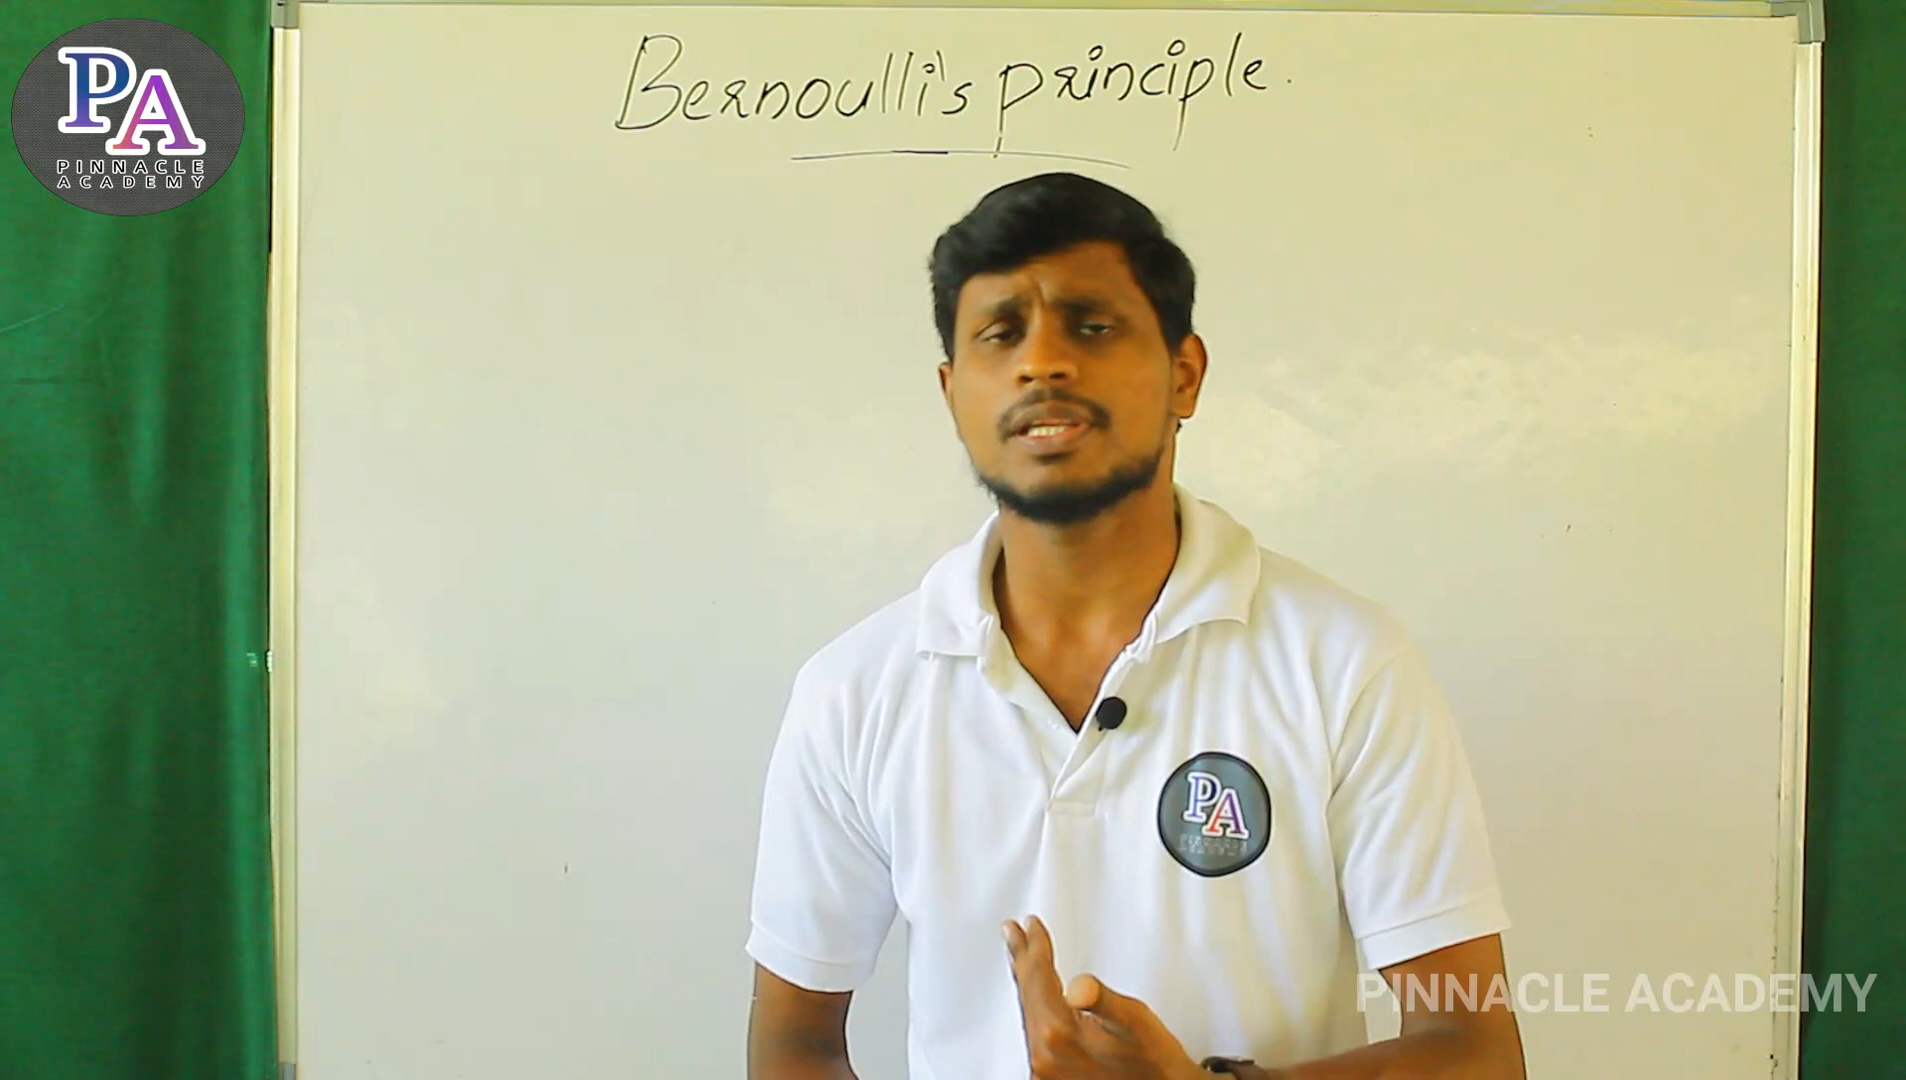 PA
PINNACLE
ACADEMY
Bernoulli's principle.
PA
PINNACLE ACADEMY